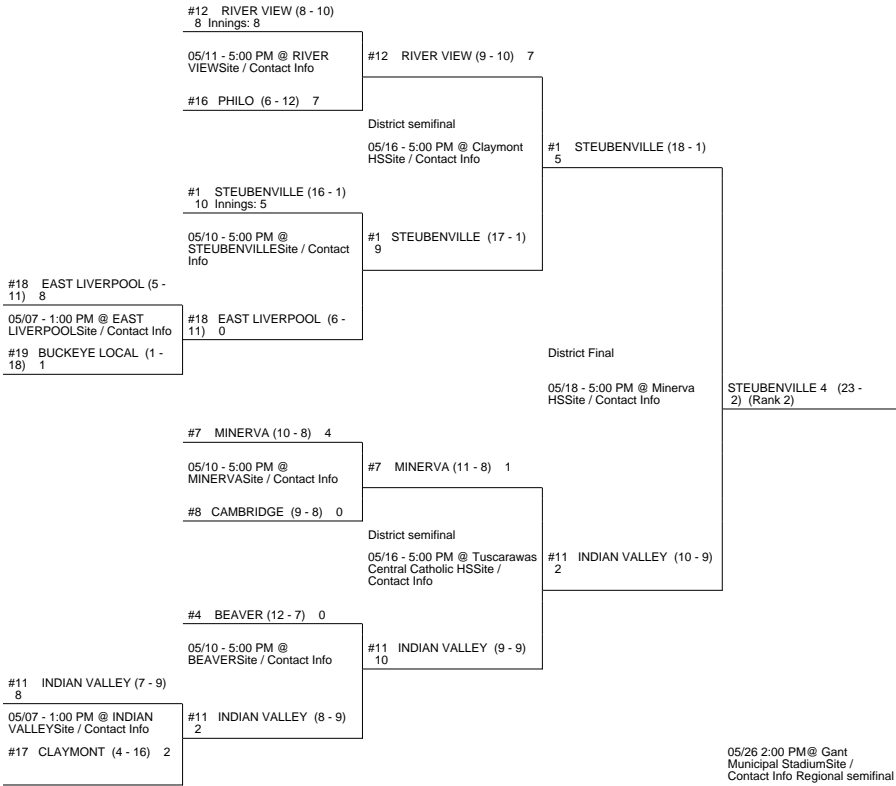 #12 RIVER VIEW (8 - 10)
8 Innings: 8
05/11 - 5:00 PM @ RIVER
VIEWSite / Contact Info
#16 PHILO (6 - 12) 7
#12 RIVER VIEW (9 - 10) 7
District semifinal
05/16 - 5:00 PM @ Claymont
HSSite / Contact Info
#1 STEUBENVILLE (18 - 1)
5
#1 STEUBENVILLE (16 - 1)
10 Innings: 5
05/10 - 5:00 PM @
STEUBENVILLESite / Contact
Info
#1 STEUBENVILLE (17 - 1)
9
#18 EAST LIVERPOOL (5 -
11) 8
05/07 - 1:00 PM @ EAST
LIVERPOOLSite / Contact Info
#19 BUCKEYE LOCAL (1 -
18) 1
#18 EAST LIVERPOOL (6 -
11) 0
District Final
05/18 - 5:00 PM @ Minerva
HSSite / Contact Info
STEUBENVILLE 4 (23 -
2) (Rank 2)
#7 MINERVA (10 - 8) 4
05/10 - 5:00 PM @
MINERVASite / Contact Info
#8 CAMBRIDGE (9 - 8) 0
#7 MINERVA (11 - 8) 1
District semifinal
05/16 - 5:00 PM @ Tuscarawas
Central Catholic HSSite /
Contact Info
#11 INDIAN VALLEY (10 - 9)
2
#4 BEAVER (12 - 7) 0
05/10 - 5:00 PM @
BEAVERSite / Contact Info
#11 INDIAN VALLEY (9 - 9)
10
#11 INDIAN VALLEY (7 - 9)
8
05/07 - 1:00 PM @ INDIAN
VALLEYSite / Contact Info
#17 CLAYMONT (4 - 16) 2
#11 INDIAN VALLEY (8 - 9)
2
05/26 2:00 PM@ Gant
Municipal StadiumSite /
Contact Info Regional semifinal